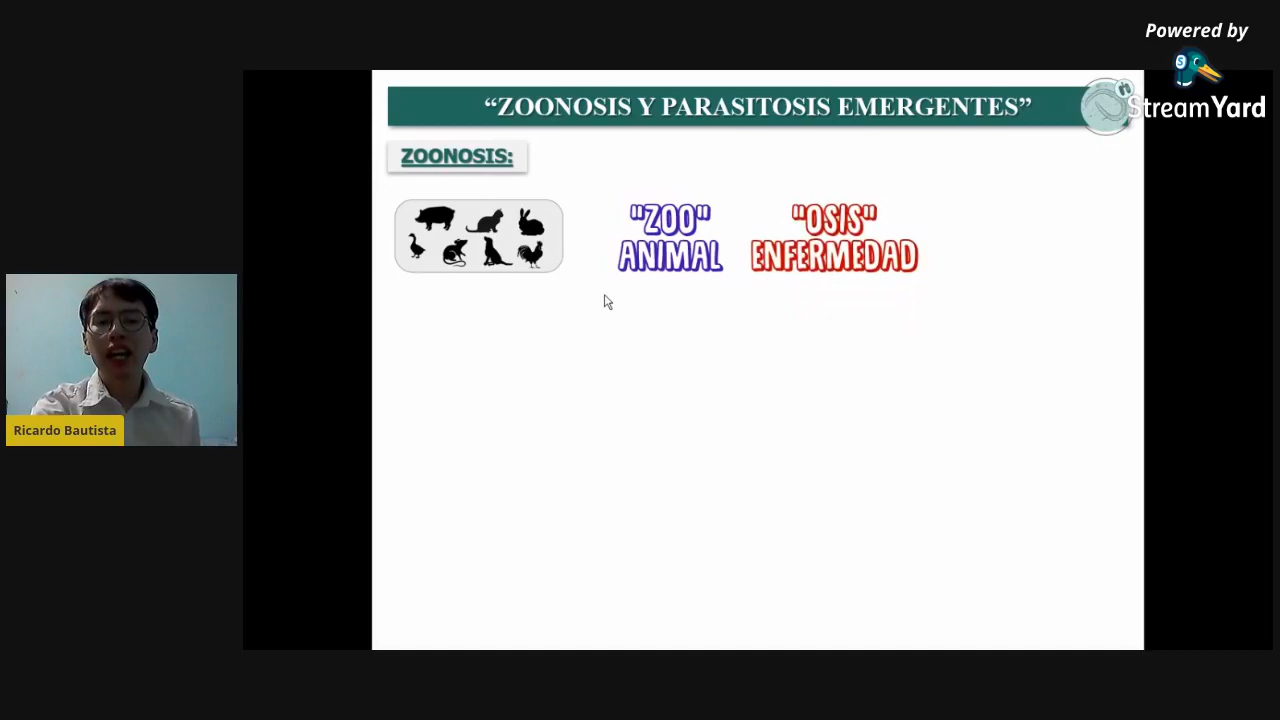 Powered by
StreamYard
“ZOONOSIS Y PARASITOSIS EMERGENTES”
ZOONOSIS:
"ZOO"
ANIMAL
"OSIS"
ENFERMEDAD
Ricardo Bautista